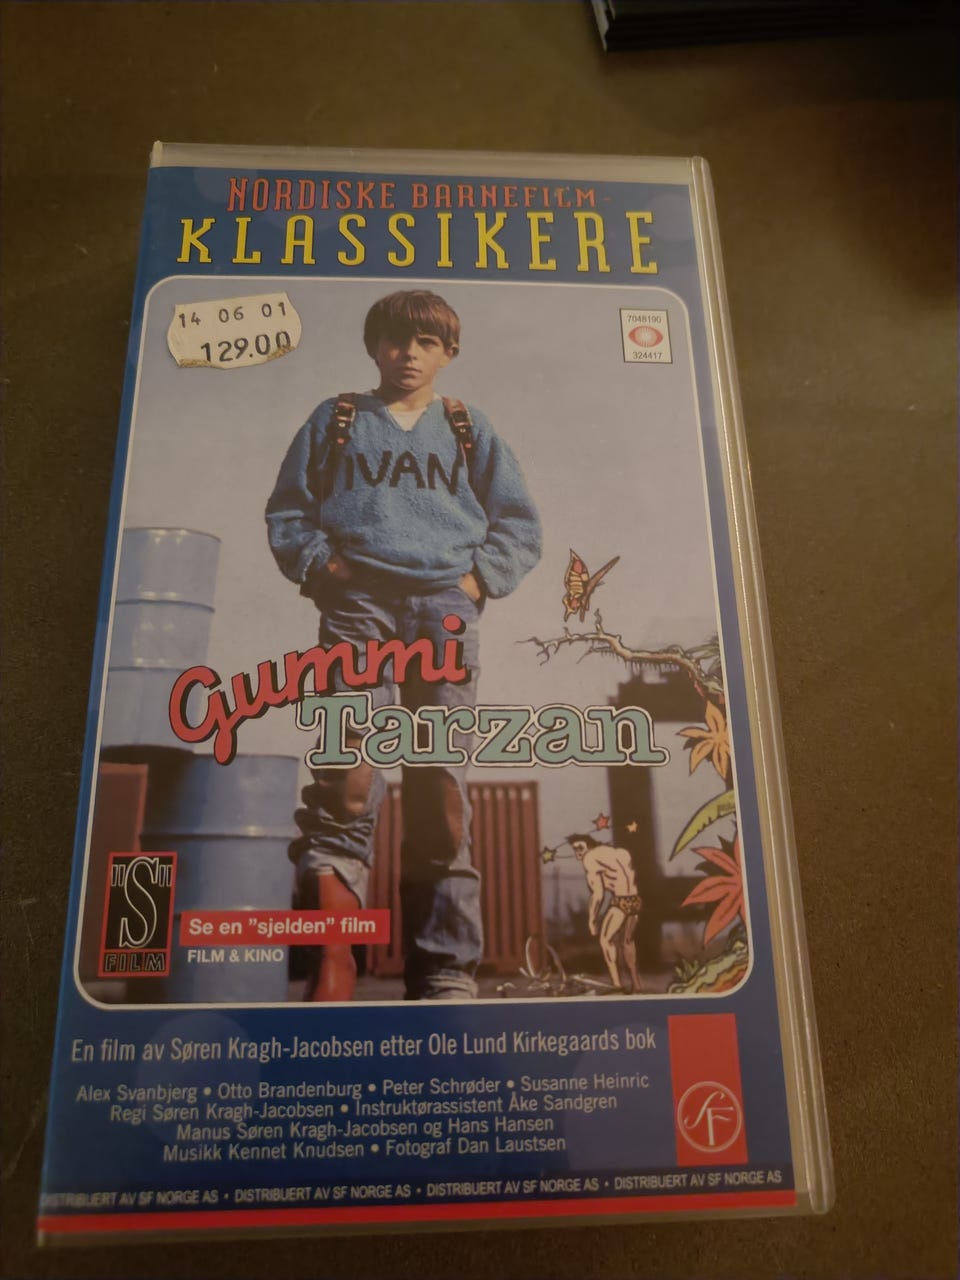 NORDISKE BARNEFILM-
KLASSIKERE
14 06 01
129.00
7048190
324417
IVAN
Gummi
Tarzan
"S"
FILM
Se en "sjelden" film
FILM & KINO
En film av Søren Kragh-Jacobsen etter Ole Lund Kirkegaards bok
Alex Svanbjerg • Otto Brandenburg • Peter Schrøder • Susanne Heinric
Regi Søren Kragh-Jacobsen • Instruktørassistent Åke Sandgren
Manus Søren Kragh-Jacobsen og Hans Hansen
Musikk Kennet Knudsen • Fotograf Dan Laustsen
SF
DISTRIBUERT AV SF NORGE AS • DISTRIBUERT AV SF NORGE AS • DISTRIBUERT AV SF NORGE AS • DISTRIBUERT AV SF NORGE AS